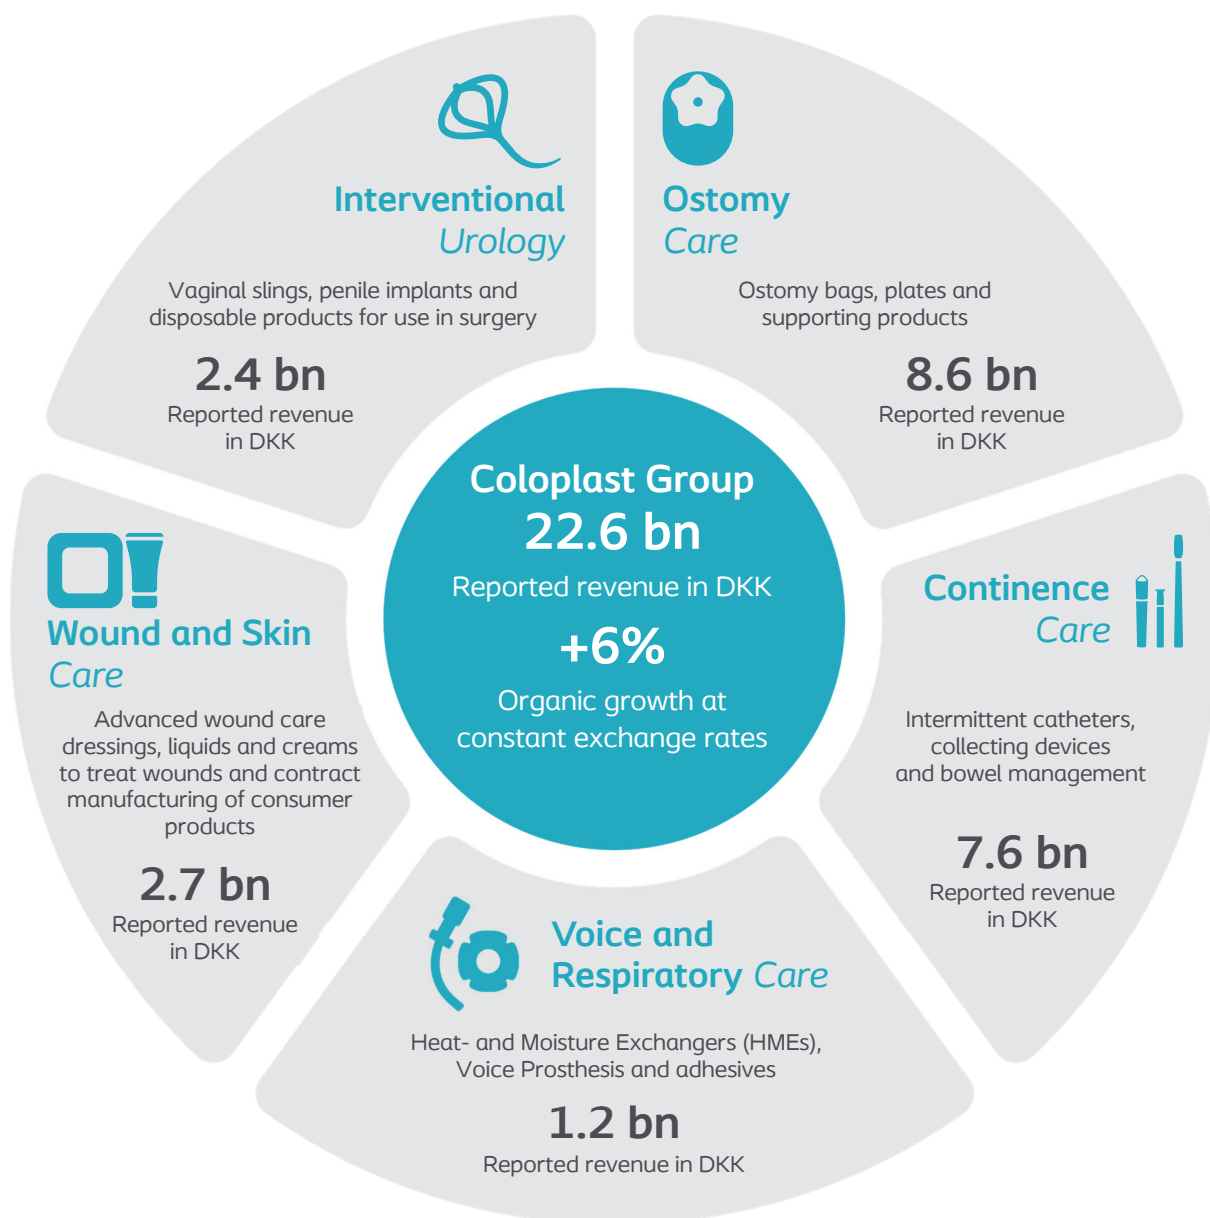 Interventional
Urology
Vaginal slings, penile implants and
disposable products for use in surgery
2.4 bn
Reported revenue
in DKK
Ostomy
Care
Ostomy bags, plates and
supporting products
8.6 bn
Reported revenue
in DKK
Coloplast Group
22.6 bn
Reported revenue in DKK
+6%
Organic growth at
constant exchange rates
Wound and Skin
Care
Advanced wound care
dressings, liquids and creams
to treat wounds and contract
manufacturing of consumer
products
2.7 bn
Reported revenue
in DKK
Continence
Care
Intermittent catheters,
collecting devices
and bowel management
7.6 bn
Reported revenue
in DKK
Voice and
Respiratory Care
Heat- and Moisture Exchangers (HMEs),
Voice Prosthesis and adhesives
1.2 bn
Reported revenue in DKK